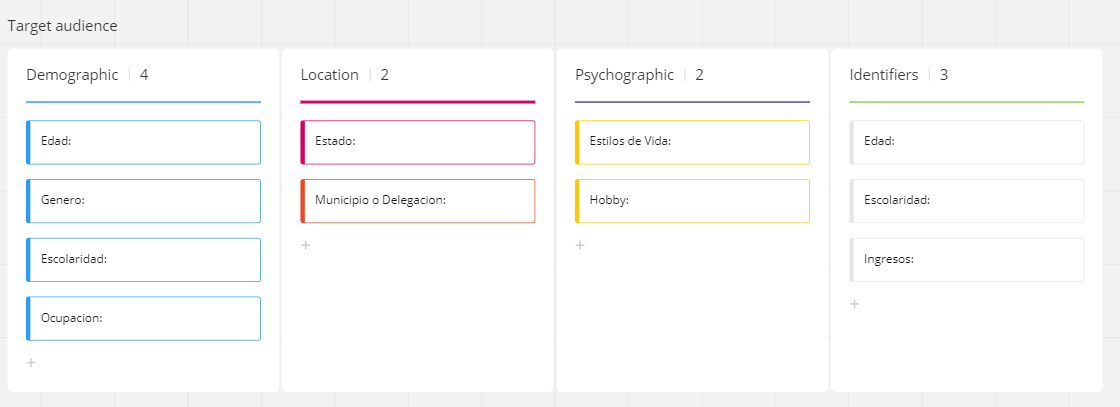 Target audience
Demographic | 4
Edad:
Genero:
Escolaridad:
Ocupacion:
+
Location | 2
Estado:
Municipio o Delegacion:
+
Psychographic | 2
Estilos de Vida:
Hobby:
+
Identifiers | 3
Edad:
Escolaridad:
Ingresos:
+